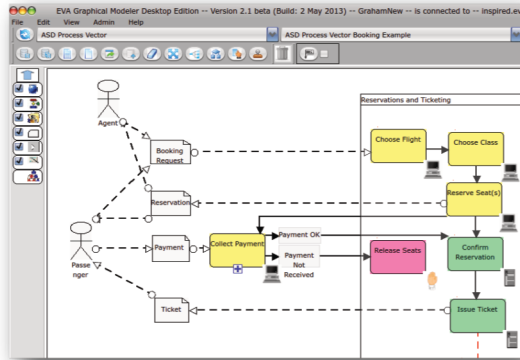 EVA Graphical Modeler Desktop Edition -- Version 2.1 beta (Build: 2 May 2013) -- GrahamNew -- is connected to -- inspired.ev
File Edit View Admin Help
ASD Process Vector
ASD Process Vector Booking Example
Reservations and Ticketing
Agent
Choose Flight
Choose Class
Booking
Request
Reservation
Reserve Seat(s)
Payment OK
Payment
Collect Payment
Payment
Not
Received
Release Seats
Confirm
Reservation
Passe
nger
Ticket
Issue Ticket